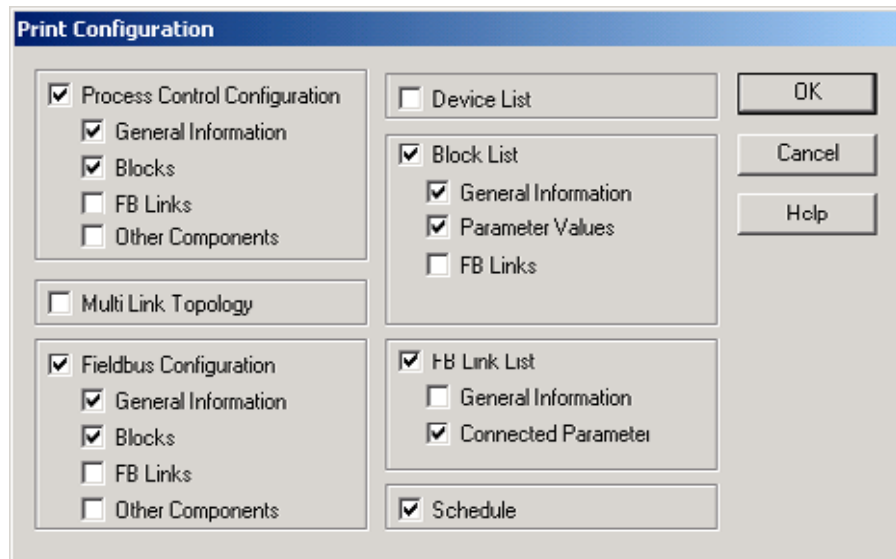 Print Configuration
Process Control Configuration
General Information
Blocks
FB Links
Other Components
Multi Link Topology
Fieldbus Configuration
General Information
Blocks
FB Links
Other Components
Device List
Block List
General Information
Parameter Values
FB Links
FB Link List
General Information
Connected Parameter
Schedule
OK
Cancel
Help